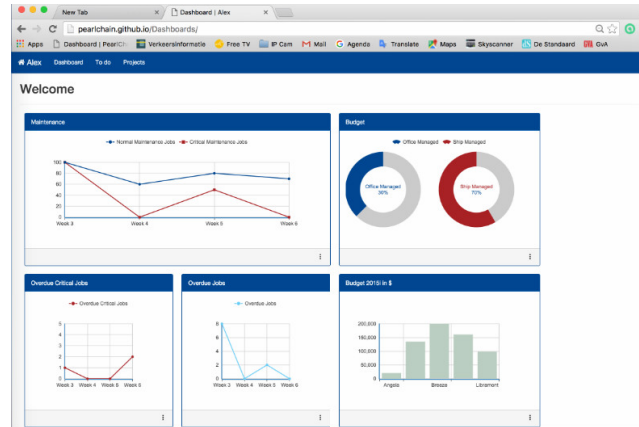 New Tab
Dashboard | Alex
pearlchain.github.io/Dashboards/
Apps Dashboard | PearlCh Verkeersinformatie Free TV IP Cam Mail Agenda Translate Maps Skyscanner De Standaard GvA
Alex Dashboard To do Projects
Welcome
Maintenance
Normal Maintenance Jobs Critical Maintenance Jobs
100
80
60
40
20
0
Week 3 Week 4 Week 5 Week 6
Budget
Office Managed Ship Managed
Office Managed
Ship Managed
70%
Overdue Critical Jobs
Overdue Critical Jobs
5
4
3
2
1
0
Week 3 Week 4 Week 5 Week 6
Overdue Jobs
Overdue Jobs
8
6
4
2
0
Week 3 Week 4 Week 5 Week 6
Budget in $
200,000
150,000
100,000
50,000
0
Angela Breeze Libramont